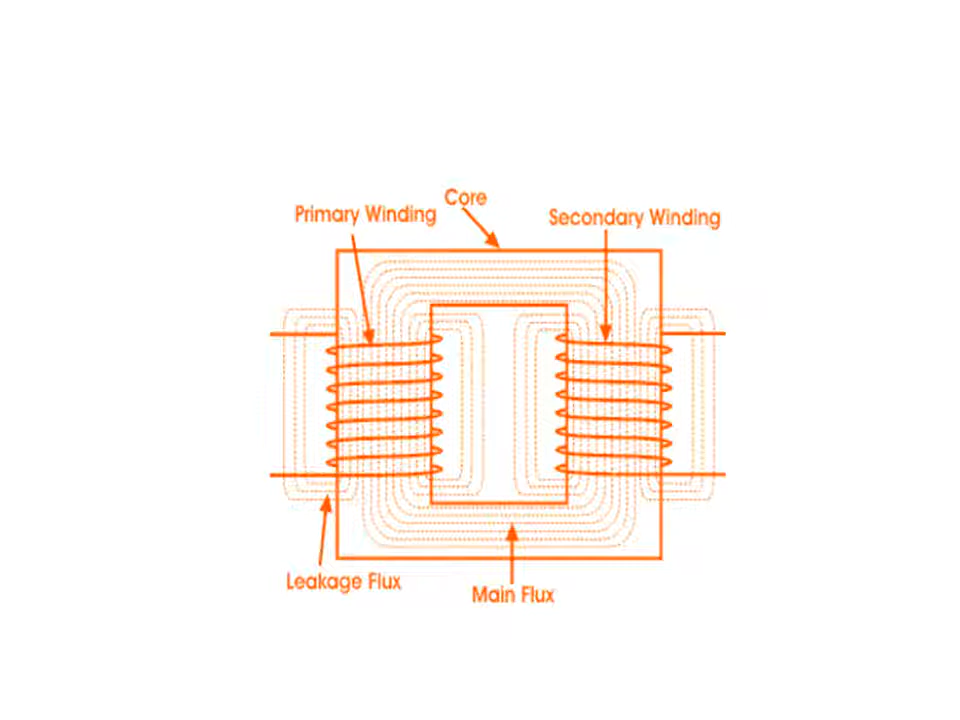 Core
Primary Winding
Secondary Winding
Leakage Flux
Main Flux